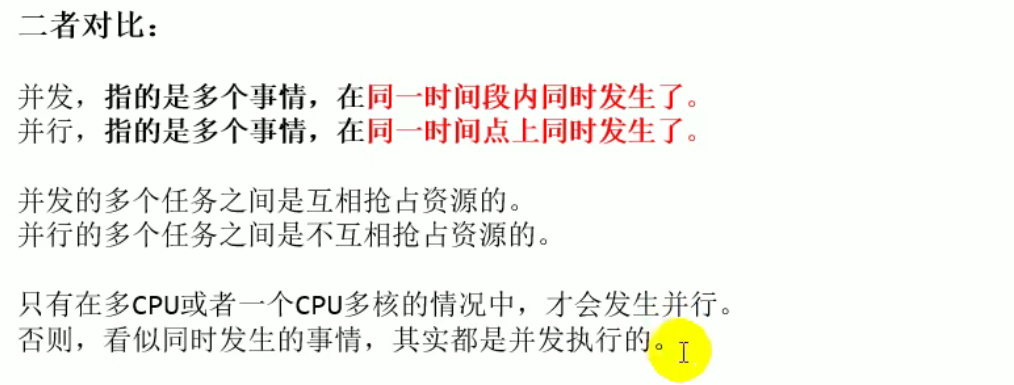 二者对比：
并发，指的是多个事情，在同一时间段内同时发生了。
并行，指的是多个事情，在同一时间点上同时发生了。
并发的多个任务之间是互相抢占资源的。
并行的多个任务之间是不互相抢占资源的。
只有在多CPU或者一个CPU多核的情况中，才会发生并行。
否则，看似同时发生的事情，其实都是并发执行的。